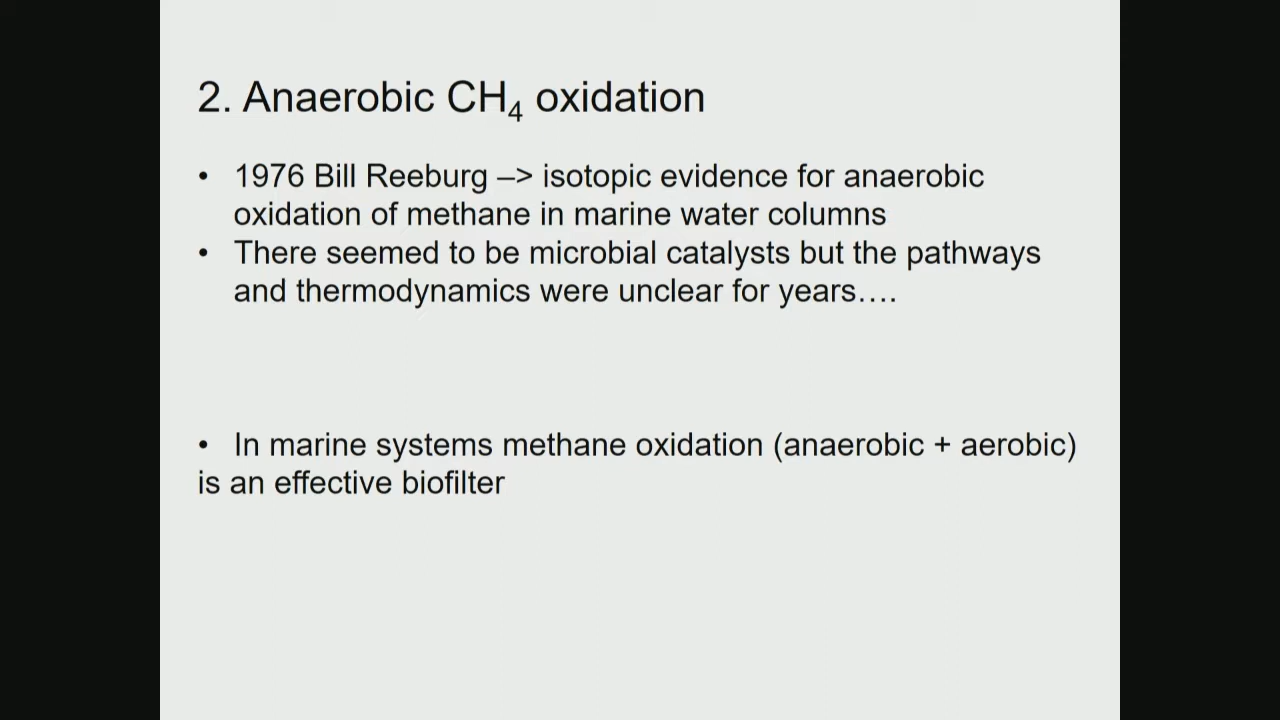 2. Anaerobic CH₄ oxidation
• 1976 Bill Reeburg –> isotopic evidence for anaerobic
oxidation of methane in marine water columns
• There seemed to be microbial catalysts but the pathways
and thermodynamics were unclear for years….
• In marine systems methane oxidation (anaerobic + aerobic)
is an effective biofilter